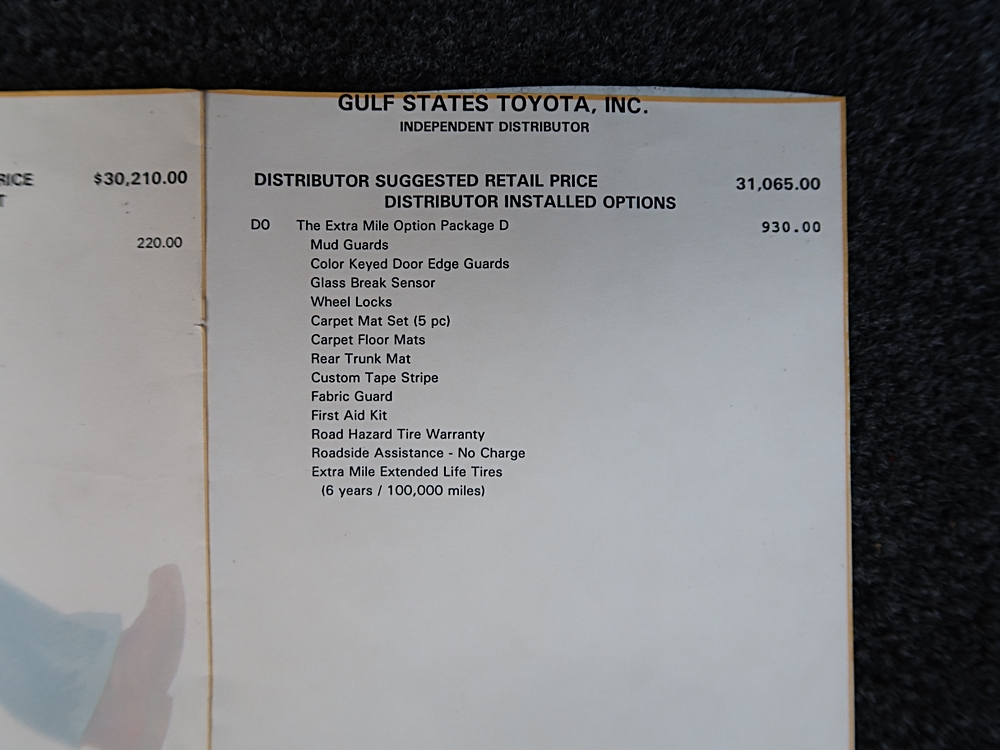 $30,210.00
220.00
GULF STATES TOYOTA, INC.
INDEPENDENT DISTRIBUTOR
DISTRIBUTOR SUGGESTED RETAIL PRICE 31,065.00
DISTRIBUTOR INSTALLED OPTIONS
DO The Extra Mile Option Package D 930.00
Mud Guards
Color Keyed Door Edge Guards
Glass Break Sensor
Wheel Locks
Carpet Mat Set (5 pc)
Carpet Floor Mats
Rear Trunk Mat
Custom Tape Stripe
Fabric Guard
First Aid Kit
Road Hazard Tire Warranty
Roadside Assistance - No Charge
Extra Mile Extended Life Tires
(6 years / 100,000 miles)